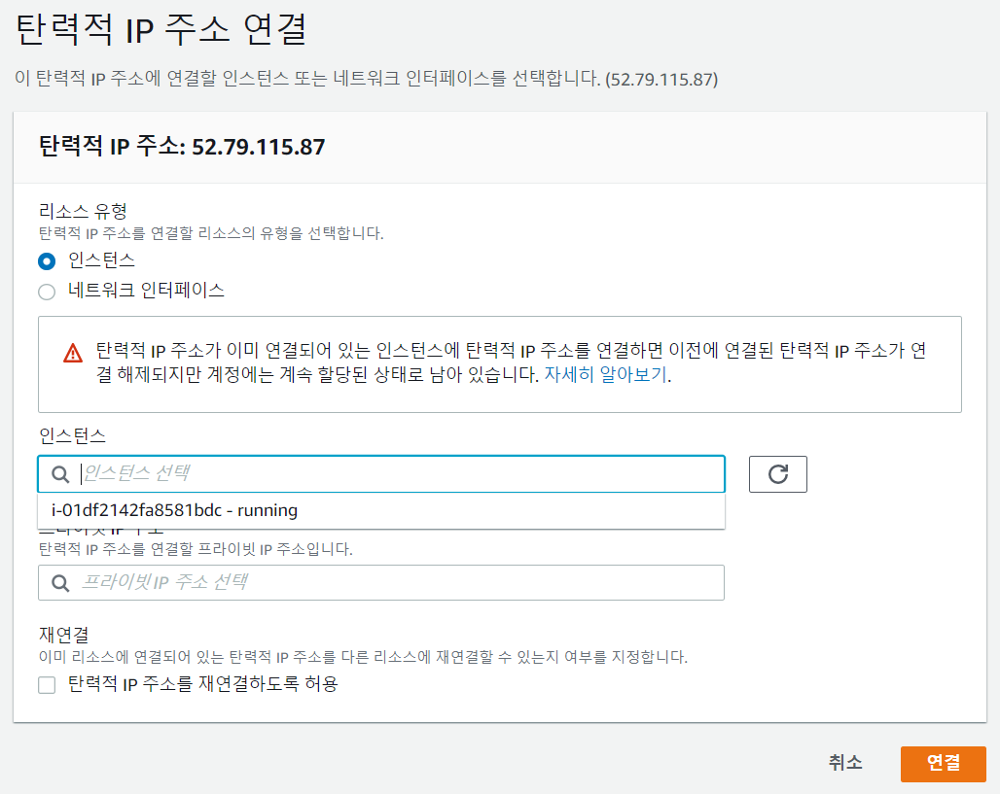 탄력적 IP 주소 연결
이 탄력적 IP 주소에 연결할 인스턴스 또는 네트워크 인터페이스를 선택합니다. (52.79.115.87)
탄력적 IP 주소: 52.79.115.87
리소스 유형
탄력적 IP 주소를 연결할 리소스의 유형을 선택합니다.
인스턴스
네트워크 인터페이스
탄력적 IP 주소가 이미 연결되어 있는 인스턴스에 탄력적 IP 주소를 연결하면 이전에 연결된 탄력적 IP 주소가 연
결 해제되지만 계정에는 계속 할당된 상태로 남아 있습니다. 자세히 알아보기.
인스턴스
인스턴스 선택
i-01df2142fa8581bdc - running
프라이빗 IP 주소
탄력적 IP 주소를 연결할 프라이빗 IP 주소입니다.
프라이빗 IP 주소 선택
재연결
이미 리소스에 연결되어 있는 탄력적 IP 주소를 다른 리소스에 재연결할 수 있는지 여부를 지정합니다.
탄력적 IP 주소를 재연결하도록 허용
취소
연결